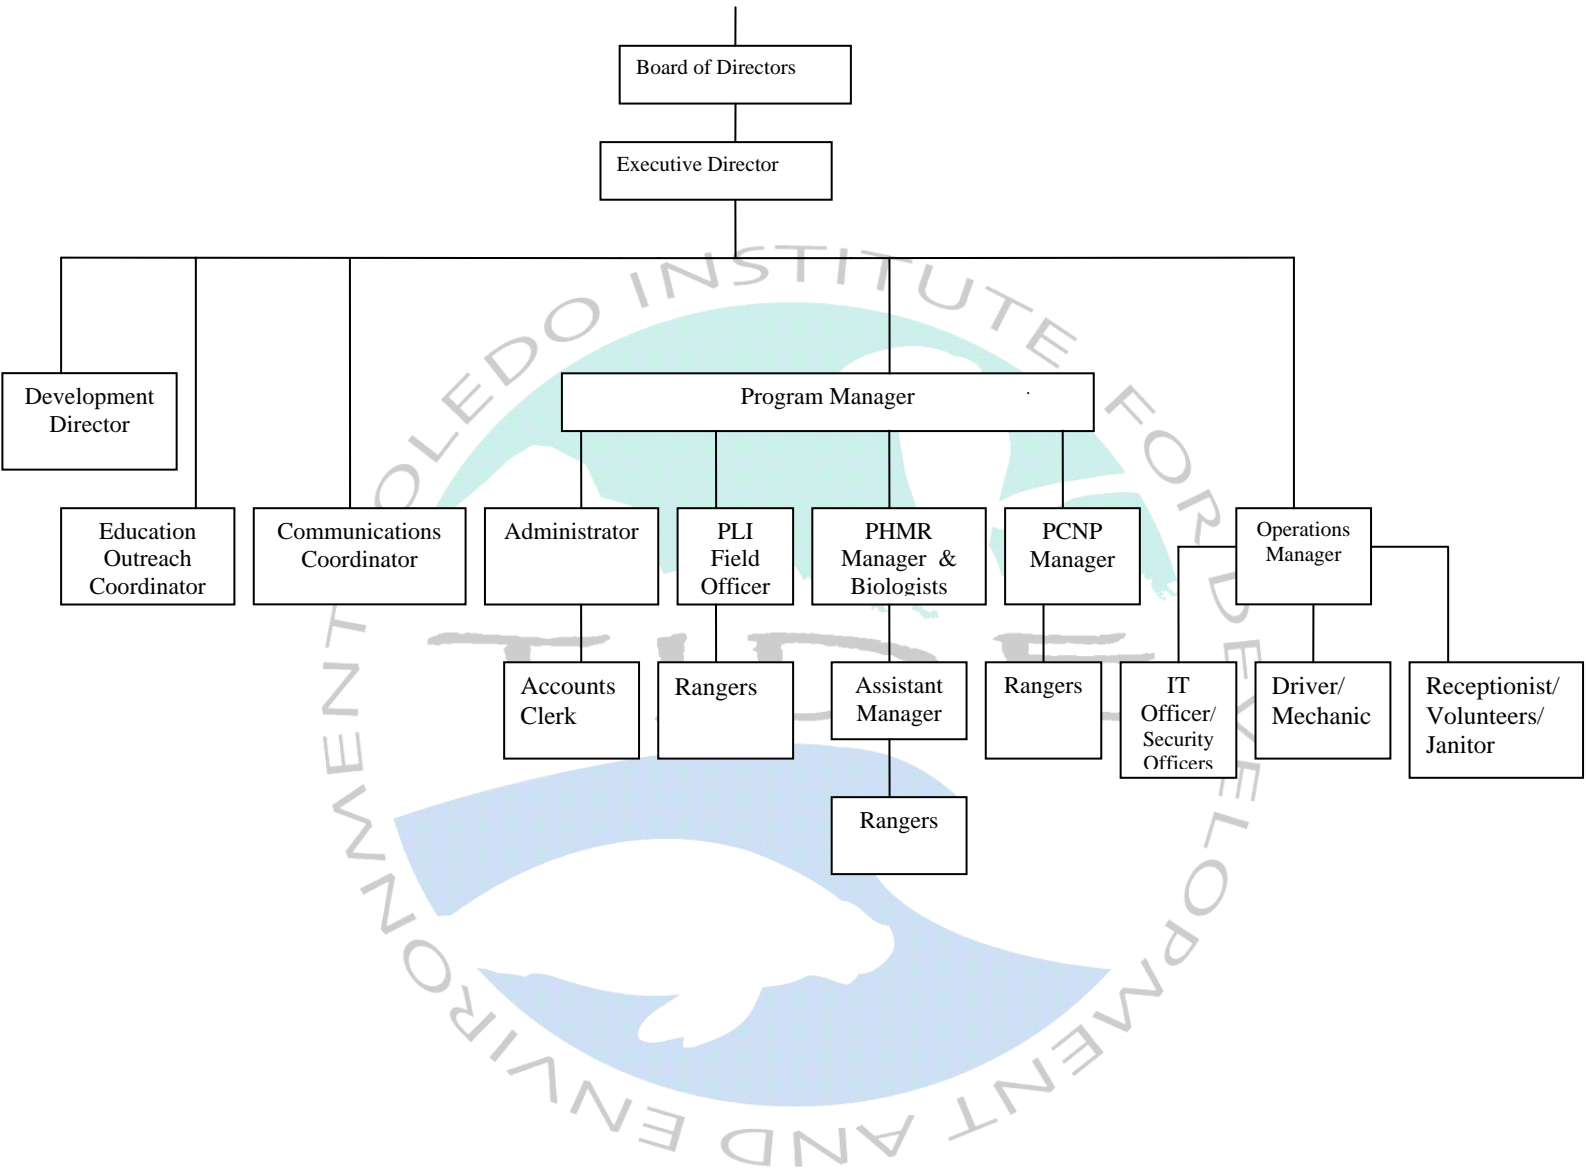 Board of Directors
Executive Director
Development
Director
Program Manager
Education
Outreach
Coordinator
Communications
Coordinator
Administrator
PLI
Field
Officer
PHMR
Manager &
Biologists
PCNP
Manager
Operations
Manager
Accounts
Clerk
Rangers
Assistant
Manager
Rangers
IT
Officer/
Security
Officers
Driver/
Mechanic
Receptionist/
Volunteers/
Janitor
Rangers
TOLEDO INSTITUTE FOR DEVELOPMENT AND ENVIRONMENT
TIDE